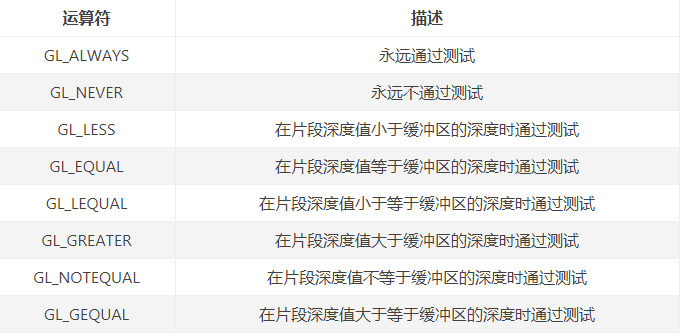 运算符 描述
GL_ALWAYS 永远通过测试
GL_NEVER 永远不通过测试
GL_LESS 在片段深度值小于缓冲区的深度时通过测试
GL_EQUAL 在片段深度值等于缓冲区的深度时通过测试
GL_LEQUAL 在片段深度值小于等于缓冲区的深度时通过测试
GL_GREATER 在片段深度值大于缓冲区的深度时通过测试
GL_NOTEQUAL 在片段深度值不等于缓冲区的深度时通过测试
GL_GEQUAL 在片段深度值大于等于缓冲区的深度时通过测试